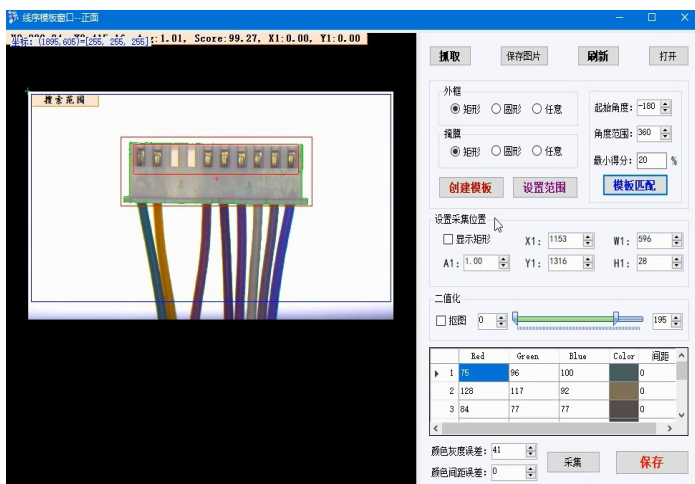 线序模板窗口--正面
坐标: (1895,605)=[255, 255, 255]:1.01, Score:99.27, X1:0.00, Y1:0.00
搜索范围
抓取 保存图片 刷新 打开
外框
矩形 圆形 任意
掩膜
矩形 圆形 任意
起始角度: -180
角度范围: 360
最小得分: 20 %
创建模板 设置范围 模板匹配
设置采集位置
显示矩形 X1: 1153 W1: 596
A1: 1.00 Y1: 1316 H1: 28
二值化
抠图 0 195
Red Green Blue Color 间距
1 75 96 100 0
2 128 117 92 0
3 84 77 77 0
颜色灰度误差: 41
颜色间距误差: 0
采集 保存